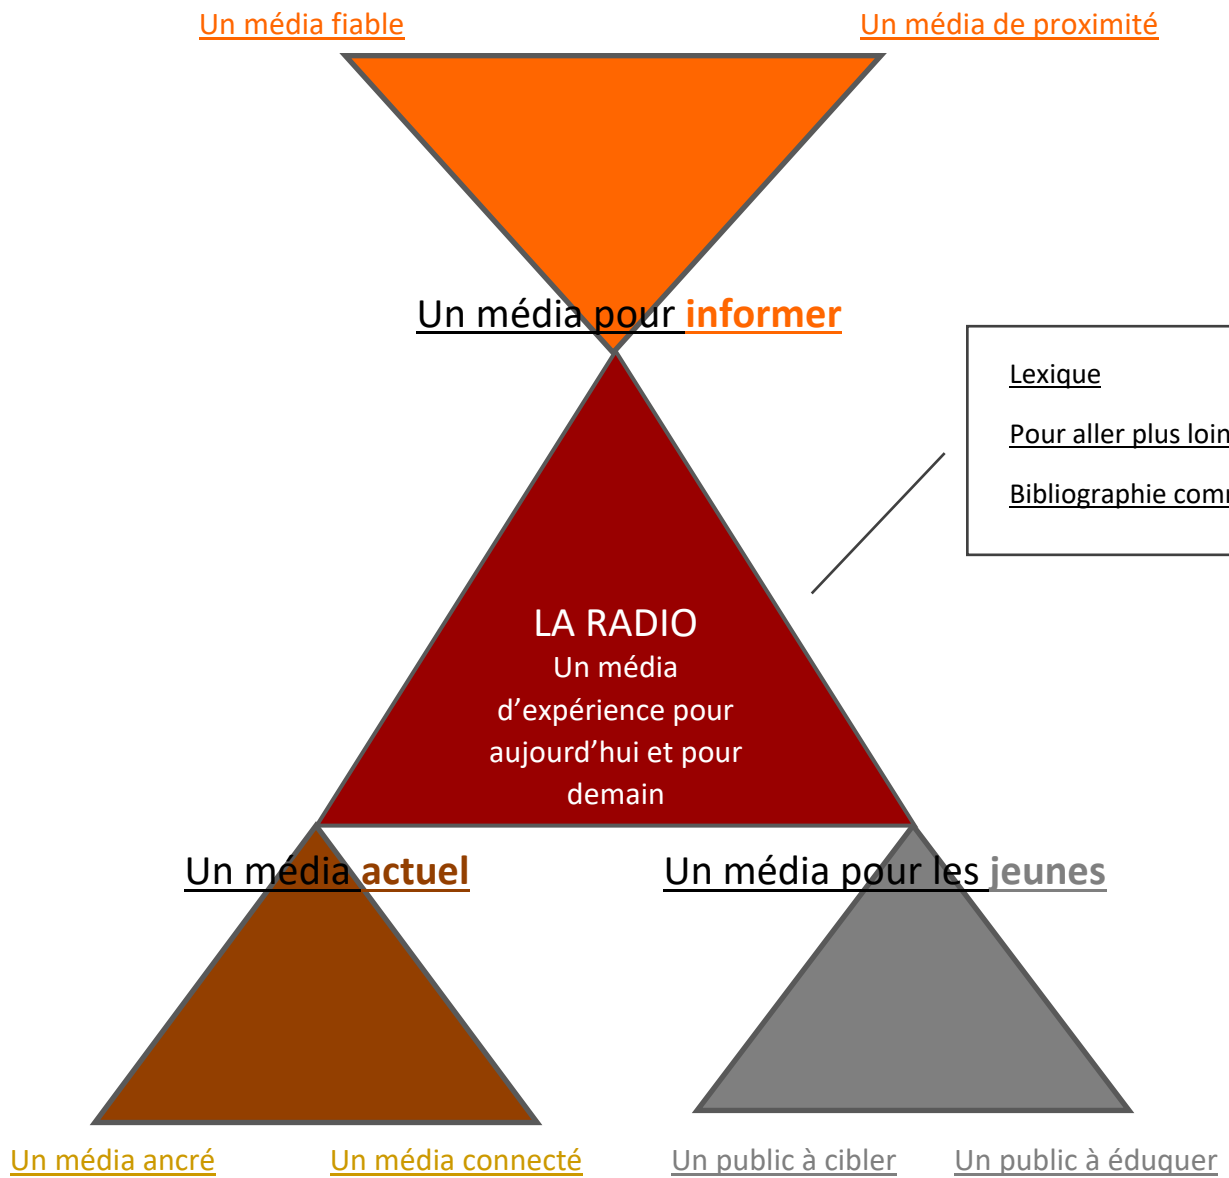 Un média fiable
Un média de proximité
Un média pour informer
Lexique
Pour aller plus loin
Bibliographie
LA RADIO
Un média
d’expérience pour
aujourd’hui et pour
demain
Un média actuel
Un média pour les jeunes
Un média ancré
Un média connecté
Un public à cibler
Un public à éduquer